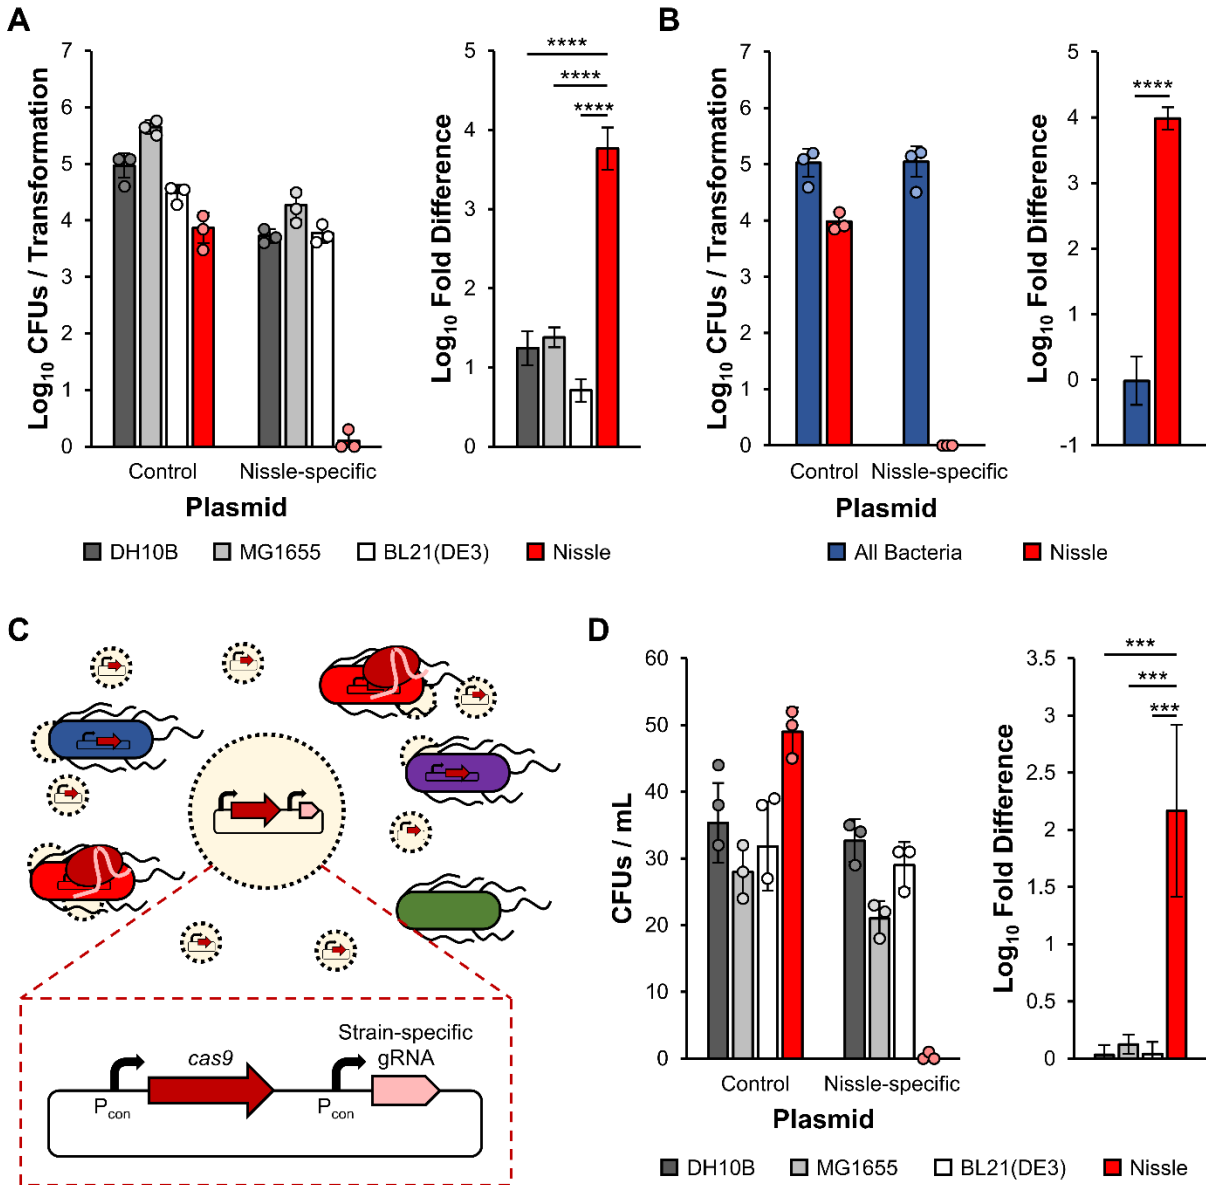 A
Log10 CFUs / Transformation
7
6
5
4
3
2
1
0
Control
Nissle-specific
Plasmid
Log10 Fold Difference
5
4
3
2
1
0
****
****
****
DH10B
MG1655
BL21(DE3)
Nissle
B
Log10 CFUs / Transformation
7
6
5
4
3
2
1
0
Control
Nissle-specific
Plasmid
Log10 Fold Difference
5
4
3
2
1
0
-1
****
All Bacteria
Nissle
C
Strain-specific
cas9
gRNA
Pcon
Pcon
D
CFUs / mL
60
50
40
30
20
10
0
Control
Nissle-specific
Plasmid
Log10 Fold Difference
3.5
3
2.5
2
1.5
1
0.5
0
***
***
***
DH10B
MG1655
BL21(DE3)
Nissle